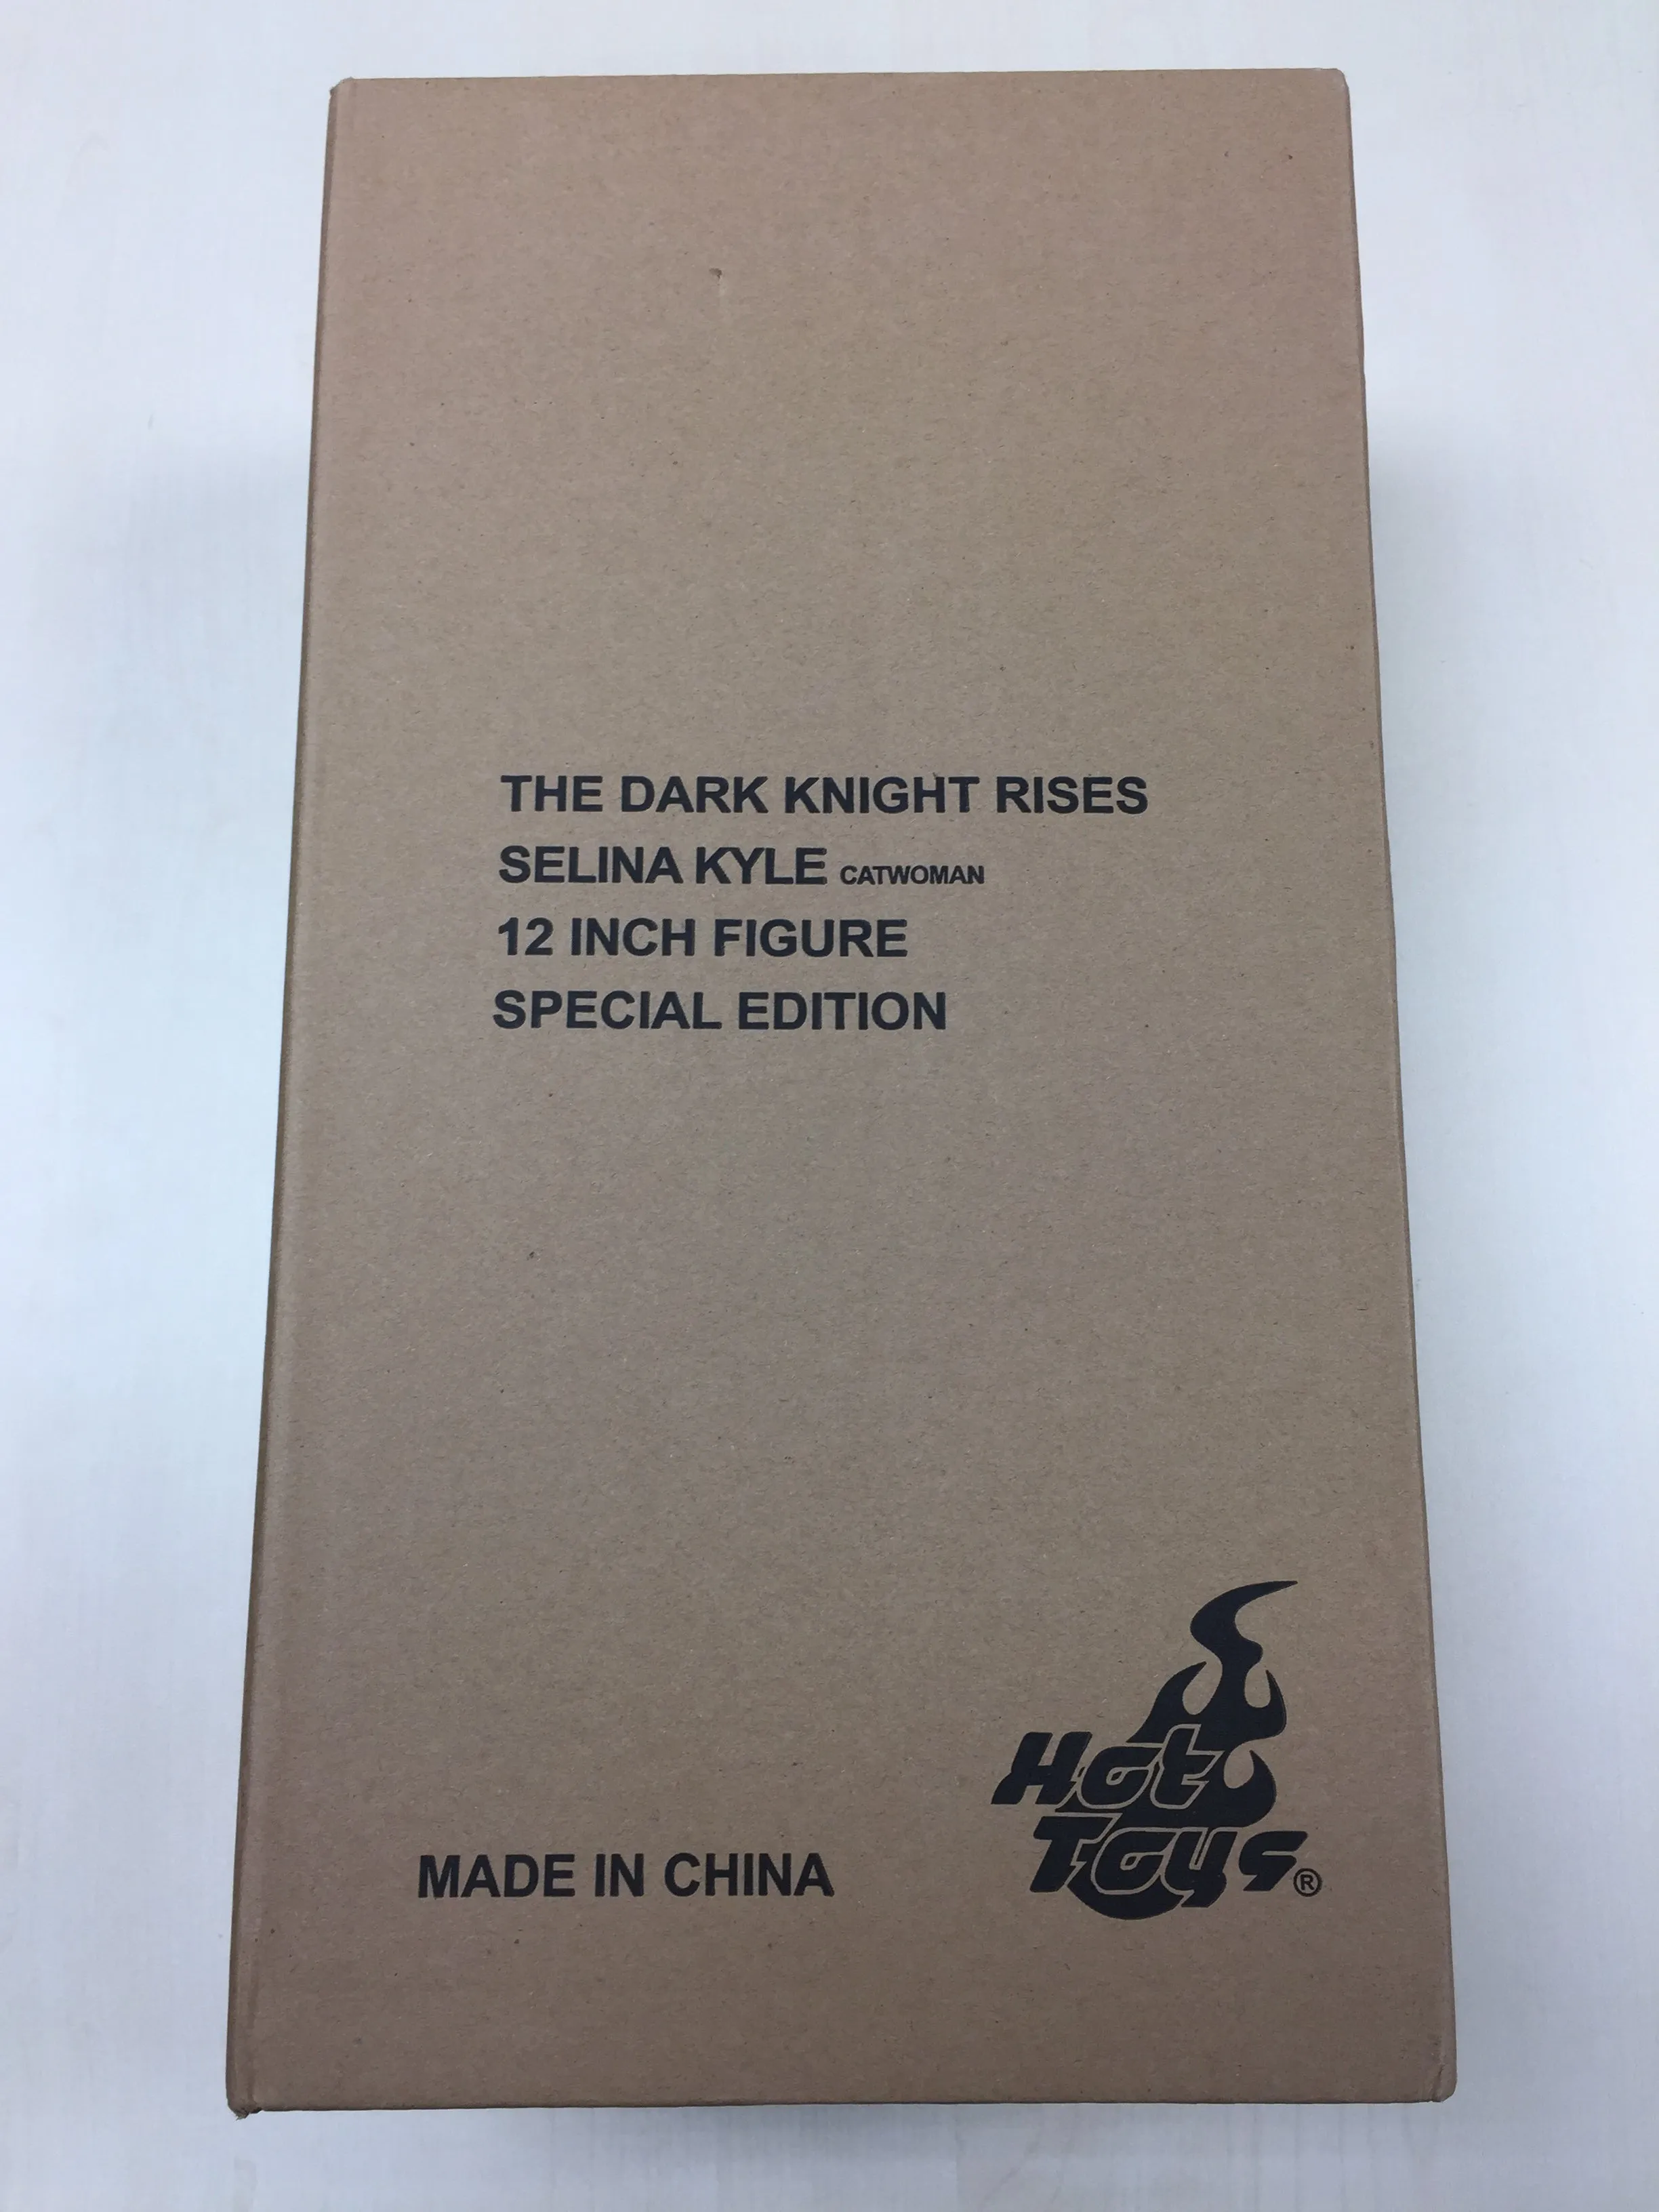 THE DARK KNIGHT RISES
SELINA KYLE CATWOMAN
12 INCH FIGURE
SPECIAL EDITION
Hot
Toys®
MADE IN CHINA